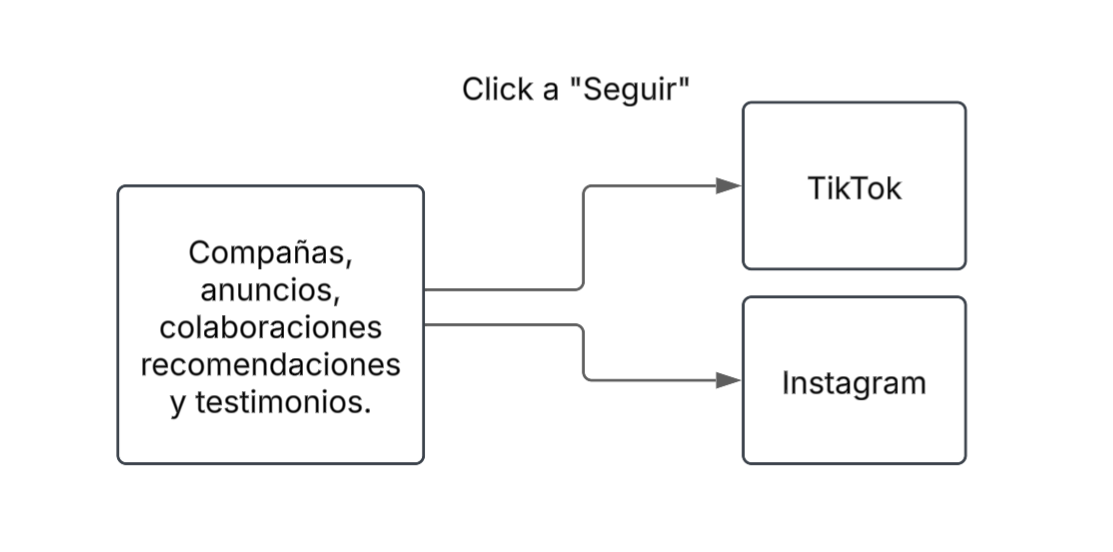 Click a "Seguir"
TikTok
Compañas,
anuncios,
colaboraciones
recomendaciones
y testimonios.
Instagram